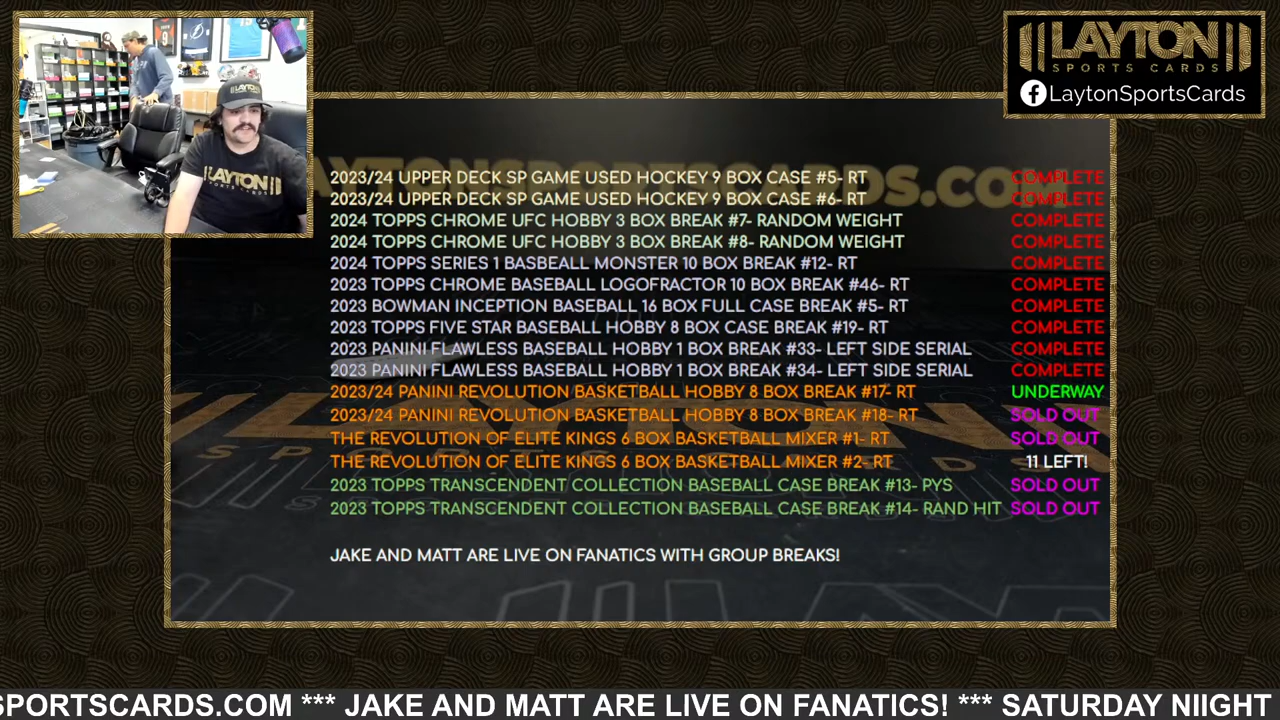 LAYTON
SPORTS CARDS
LaytonSportsCards
LAYTON
LAYTONSPORTSCARDS.COM
2023/24 UPPER DECK SP GAME USED HOCKEY 9 BOX CASE #5- RT COMPLETE
2023/24 UPPER DECK SP GAME USED HOCKEY 9 BOX CASE #6- RT COMPLETE
2024 TOPPS CHROME UFC HOBBY 3 BOX BREAK #7- RANDOM WEIGHT COMPLETE
2024 TOPPS CHROME UFC HOBBY 3 BOX BREAK #8- RANDOM WEIGHT COMPLETE
2024 TOPPS SERIES 1 BASBEALL MONSTER 10 BOX BREAK #12- RT COMPLETE
2023 TOPPS CHROME BASEBALL LOGOFRACTOR 10 BOX BREAK #46- RT COMPLETE
2023 BOWMAN INCEPTION BASEBALL 16 BOX FULL CASE BREAK #5- RT COMPLETE
2023 TOPPS FIVE STAR BASEBALL HOBBY 8 BOX CASE BREAK #19- RT COMPLETE
2023 PANINI FLAWLESS BASEBALL HOBBY 1 BOX BREAK #33- LEFT SIDE SERIAL COMPLETE
2023 PANINI FLAWLESS BASEBALL HOBBY 1 BOX BREAK #34- LEFT SIDE SERIAL COMPLETE
2023/24 PANINI REVOLUTION BASKETBALL HOBBY 8 BOX BREAK #17- RT UNDERWAY
2023/24 PANINI REVOLUTION BASKETBALL HOBBY 8 BOX BREAK #18- RT SOLD OUT
THE REVOLUTION OF ELITE KINGS 6 BOX BASKETBALL MIXER #1- RT SOLD OUT
THE REVOLUTION OF ELITE KINGS 6 BOX BASKETBALL MIXER #2- RT 11 LEFT!
2023 TOPPS TRANSCENDENT COLLECTION BASEBALL CASE BREAK #13- PYS SOLD OUT
2023 TOPPS TRANSCENDENT COLLECTION BASEBALL CASE BREAK #14- RAND HIT SOLD OUT
JAKE AND MATT ARE LIVE ON FANATICS WITH GROUP BREAKS!
SPORTSCARDS.COM *** JAKE AND MATT ARE LIVE ON FANATICS! *** SATURDAY NIIGHT